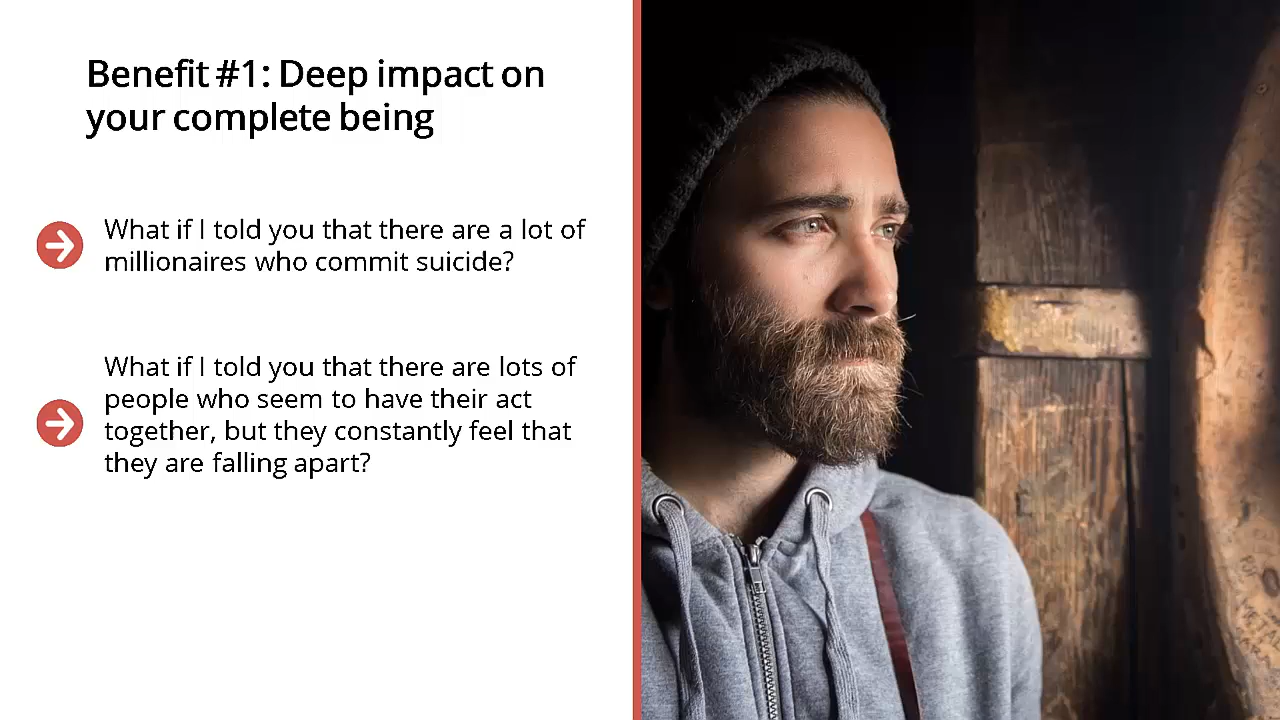 Benefit #1: Deep impact on
your complete being
What if I told you that there are a lot of
millionaires who commit suicide?
What if I told you that there are lots of
people who seem to have their act
together, but they constantly feel that
they are falling apart?